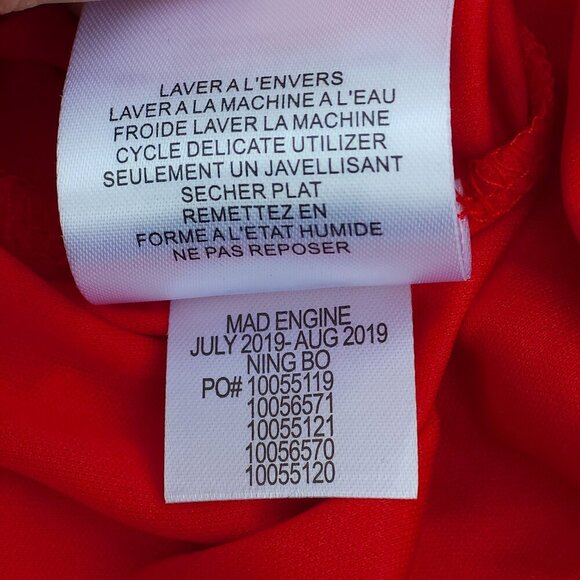 LAVER A L'ENVERS
LAVER A LA MACHINE A L'EAU
FROIDE LAVER LA MACHINE
CYCLE DELICATE UTILIZER
SEULEMENT UN JAVELLISANT
SECHER PLAT
REMETTEZ EN
FORME A L'ETAT HUMIDE
NE PAS REPOSER
MAD ENGINE
JULY 2019- AUG 2019
NING BO
PO# 10055119
10056571
10055121
10056570
10055120